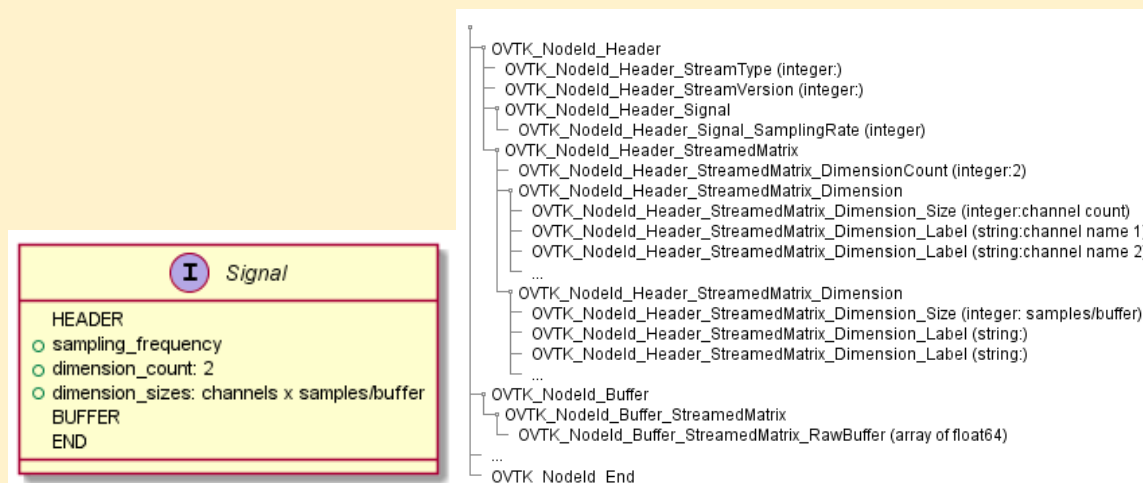 OVTK_NodeId_Header
OVTK_NodeId_Header_StreamType (integer:)
OVTK_NodeId_Header_StreamVersion (integer:)
OVTK_NodeId_Header_Signal
OVTK_NodeId_Header_Signal_SamplingRate (integer)
OVTK_NodeId_Header_StreamedMatrix
OVTK_NodeId_Header_StreamedMatrix_DimensionCount (integer:2)
OVTK_NodeId_Header_StreamedMatrix_Dimension
OVTK_NodeId_Header_StreamedMatrix_Dimension_Size (integer:channel count)
OVTK_NodeId_Header_StreamedMatrix_Dimension_Label (string:channel name 1)
OVTK_NodeId_Header_StreamedMatrix_Dimension_Label (string:channel name 2)
...
OVTK_NodeId_Header_StreamedMatrix_Dimension
OVTK_NodeId_Header_StreamedMatrix_Dimension_Size (integer: samples/buffer)
OVTK_NodeId_Header_StreamedMatrix_Dimension_Label (string:)
OVTK_NodeId_Header_StreamedMatrix_Dimension_Label (string:)
...
OVTK_NodeId_Buffer
OVTK_NodeId_Buffer_StreamedMatrix
OVTK_NodeId_Buffer_StreamedMatrix_RawBuffer (array of float64)
...
OVTK_NodeId_End
I Signal
HEADER
sampling_frequency
dimension_count: 2
dimension_sizes: channels x samples/buffer
BUFFER
END